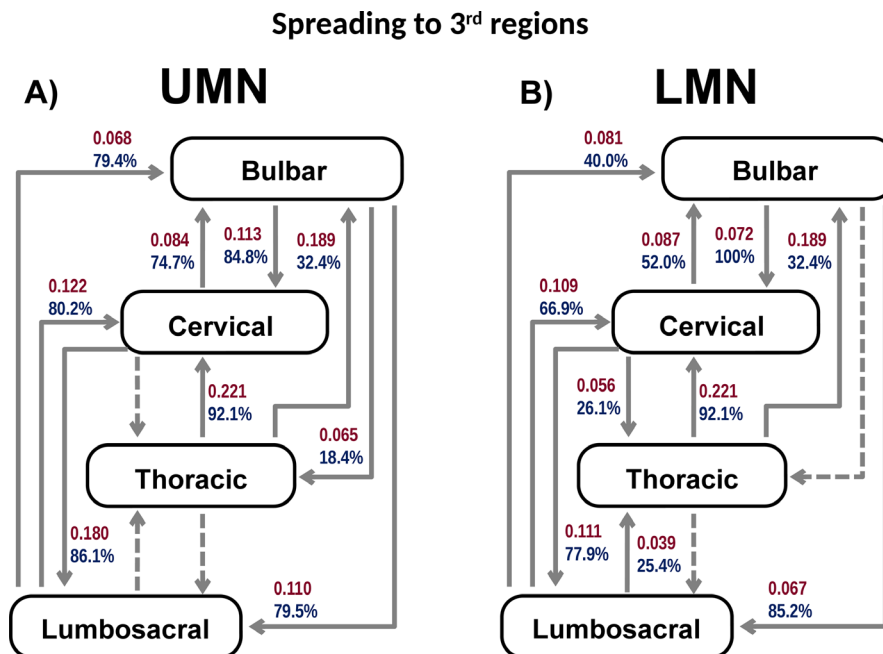 Spreading to 3rd regions
A)
UMN
0.068
79.4%
Bulbar
0.084
74.7%
0.113
84.8%
0.189
32.4%
0.122
80.2%
Cervical
0.221
92.1%
0.065
18.4%
Thoracic
0.180
86.1%
0.110
79.5%
Lumbosacral
B)
LMN
0.081
40.0%
Bulbar
0.087
52.0%
0.072
100%
0.189
32.4%
0.109
66.9%
Cervical
0.056
26.1%
0.221
92.1%
Thoracic
0.111
77.9%
0.039
25.4%
0.067
85.2%
Lumbosacral